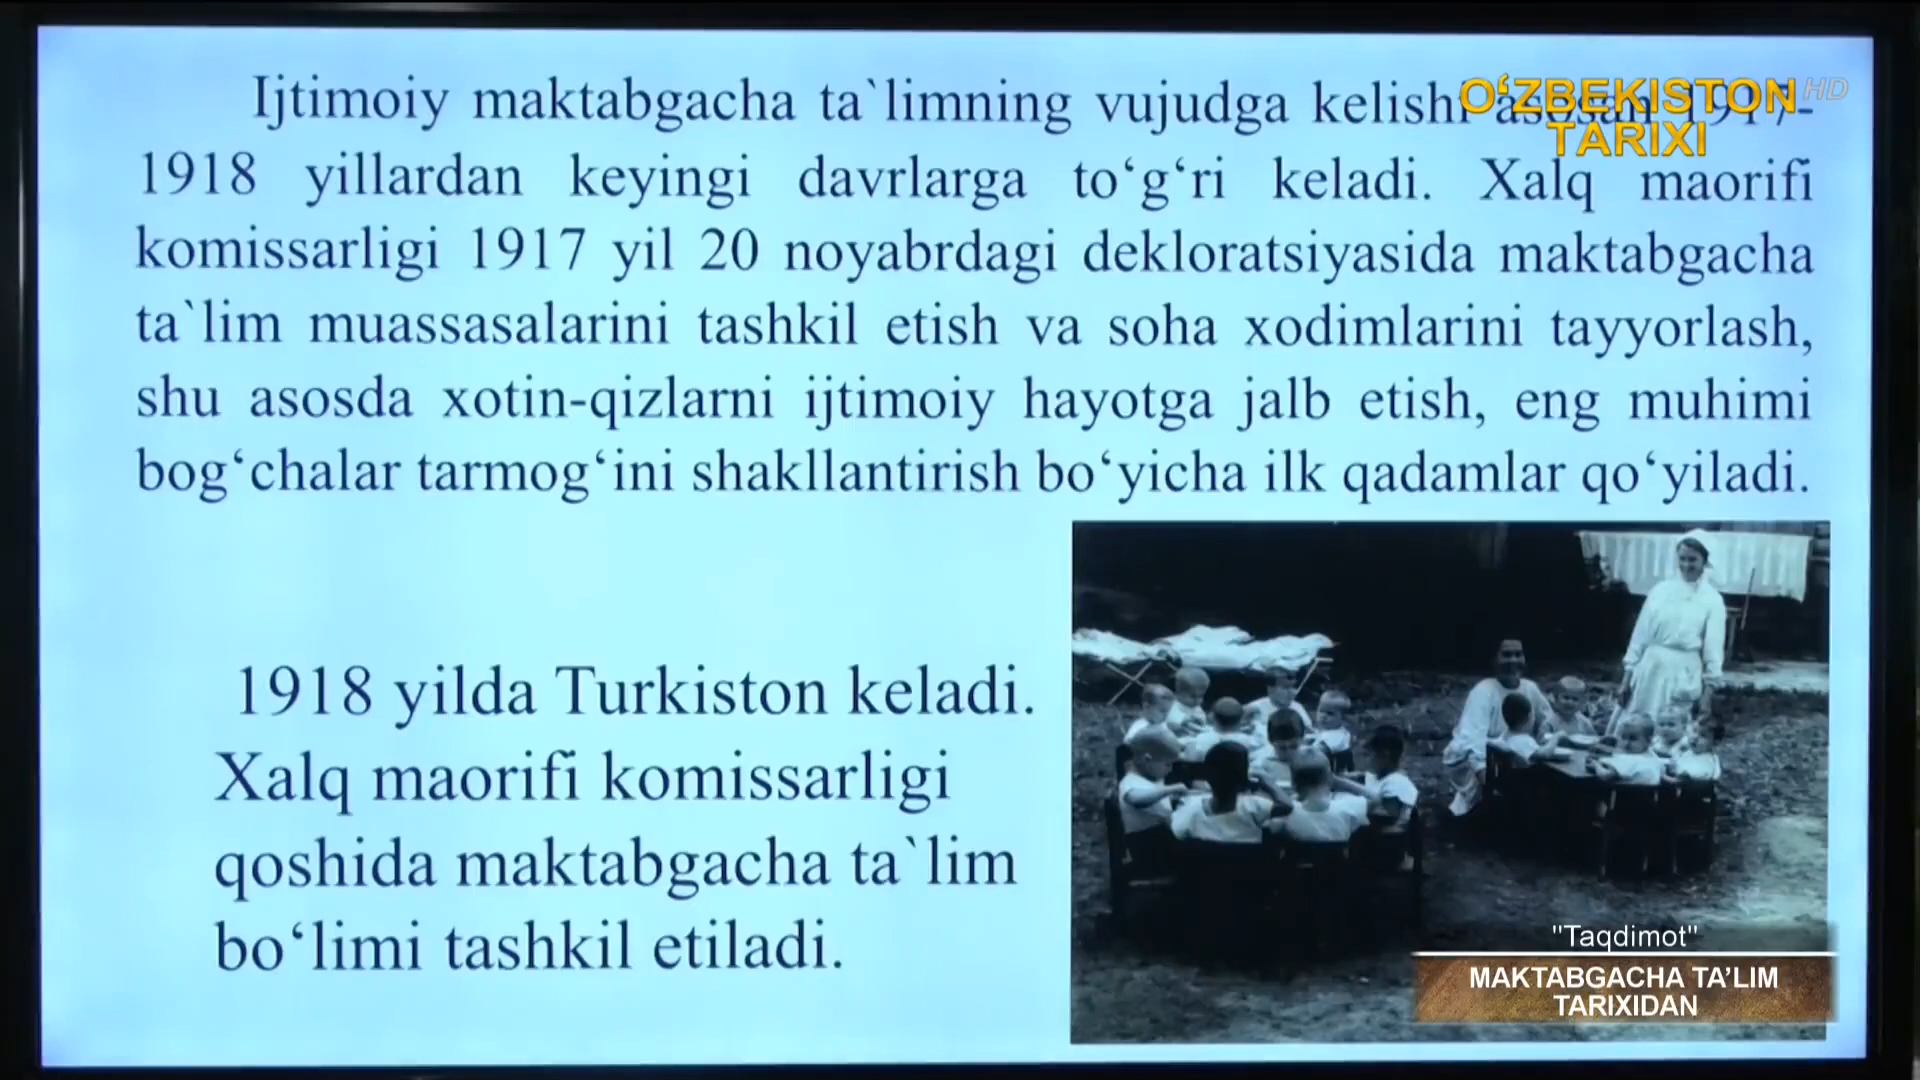 Ijtimoiy maktabgacha ta`limning vujudga kelishi asosan 1917-
1918 yillardan keyingi davrlarga to‘g‘ri keladi. Xalq maorifi
komissarligi 1917 yil 20 noyabrdagi dekloratsiyasida maktabgacha
ta`lim muassasalarini tashkil etish va soha xodimlarini tayyorlash,
shu asosda xotin-qizlarni ijtimoiy hayotga jalb etish, eng muhimi
bog‘chalar tarmog‘ini shakllantirish bo‘yicha ilk qadamlar qo‘yiladi.
O‘ZBEKISTON HD
TARIXI
1918 yilda Turkiston keladi.
Xalq maorifi komissarligi
qoshida maktabgacha ta`lim
bo‘limi tashkil etiladi.
"Taqdimot"
MAKTABGACHA TA’LIM
TARIXIDAN